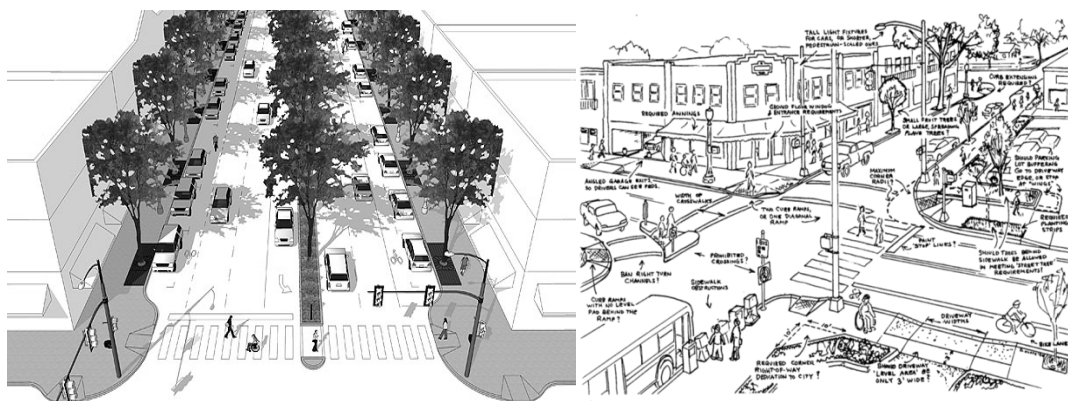 TALL LIGHT FIXTURES
FOR CARS, OR SHORTER,
PEDESTRIAN-SCALED ONES
CURB EXTENSIONS
REQUIRED?
GROUND FLOOR WINDOW
& ENTRANCE REQUIREMENTS
REQUIRED AWNINGS
SMALL FRUIT TREES
OR LARGE, SPREADING
PLANE TREES?
SHOULD PARKING
LOT BUFFERING
GO TO DRIVEWAY
EDGE, OR STOP
AT "WINGS"
MAXIMUM
CORNER
RADII?
ANGLED GARAGE EXITS,
SO DRIVERS CAN SEE PEDS.
WIDTH OF
CROSSWALKS
TWO CURB RAMPS,
OR ONE DIAGONAL
RAMP
REQUIRED
PLANTING
STRIPS
PAINT
"STOP" LINES?
SHOULD TREES BEHIND
SIDEWALK BE ALLOWED
IN MEETING "STREET TREE"
REQUIREMENTS?
PROHIBITED
CROSSINGS?
BAN RIGHT TURN
CHANNELS?
SIDEWALK
OBSTRUCTIONS
CURB RAMPS
WITH NO LEVEL
PAD BEHIND THE
RAMP?
DRIVEWAY
WIDTHS
BIKE LANE
REQUIRED CORNER
RIGHT-OF-WAY
DEDICATION TO CITY?
SHOULD DRIVEWAY
"LEVEL AREA" BE
ONLY 3' WIDE?